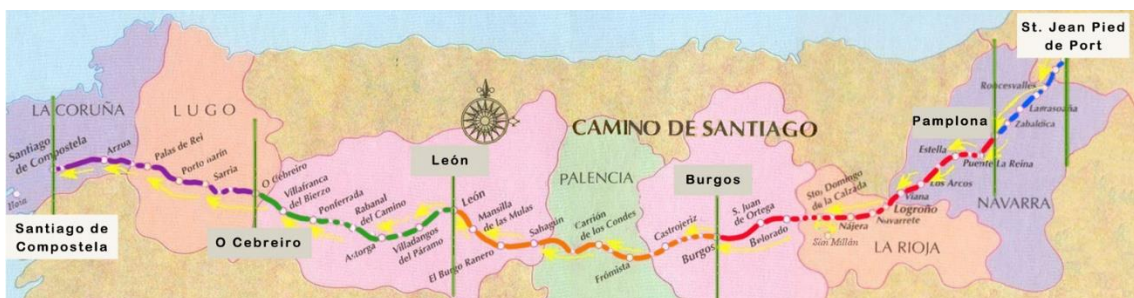 St. Jean Pied
de Port
LA CORUÑA
LUGO
Roncesvalles
Larrasoaña
Zabaldica
Pamplona
CAMINO DE SANTIAGO
Santiago
de Compostela
Arzua
Palas de Rei
Porto marín
Sarria
O Cebreiro
Villafranca
del Bierzo
Ponferrada
Rabanal
del Camino
Astorga
Villadangos
del Páramo
León
León
Mansilla
de las Mulas
El Burgo Ranero
Sahagún
PALENCIA
Carrión
de los Condes
Frómista
Castrojeriz
Burgos
Burgos
S. Juan
de Ortega
Belorado
Sto. Domingo
de la Calzada
San Millán
Nájera
Navarrete
Logroño
Viana
Los Arcos
Estella
Puente La Reina
NAVARRA
LA RIOJA
Santiago de
Compostela
O Cebreiro